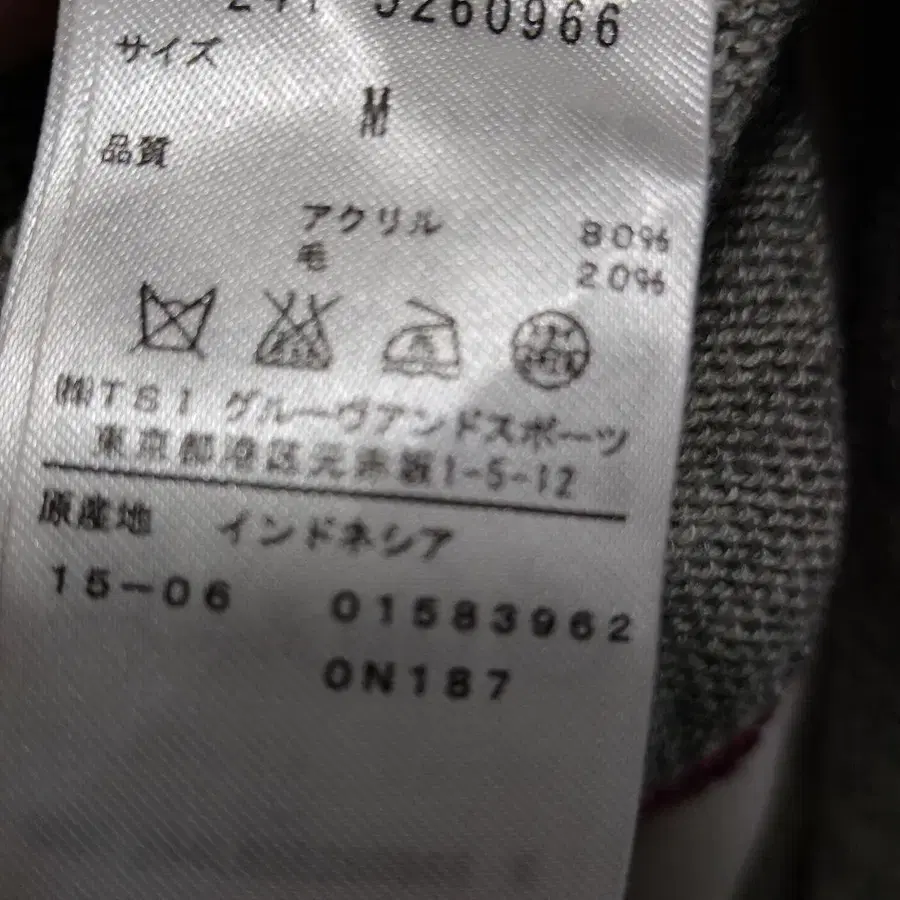 5260966
サイズ
M
品質
アクリル 80%
毛 20%
㈱TSI グルーヴアンドスポーツ
東京都港区元赤坂1-5-12
原産地 インドネシア
15-06 01583962
0N187